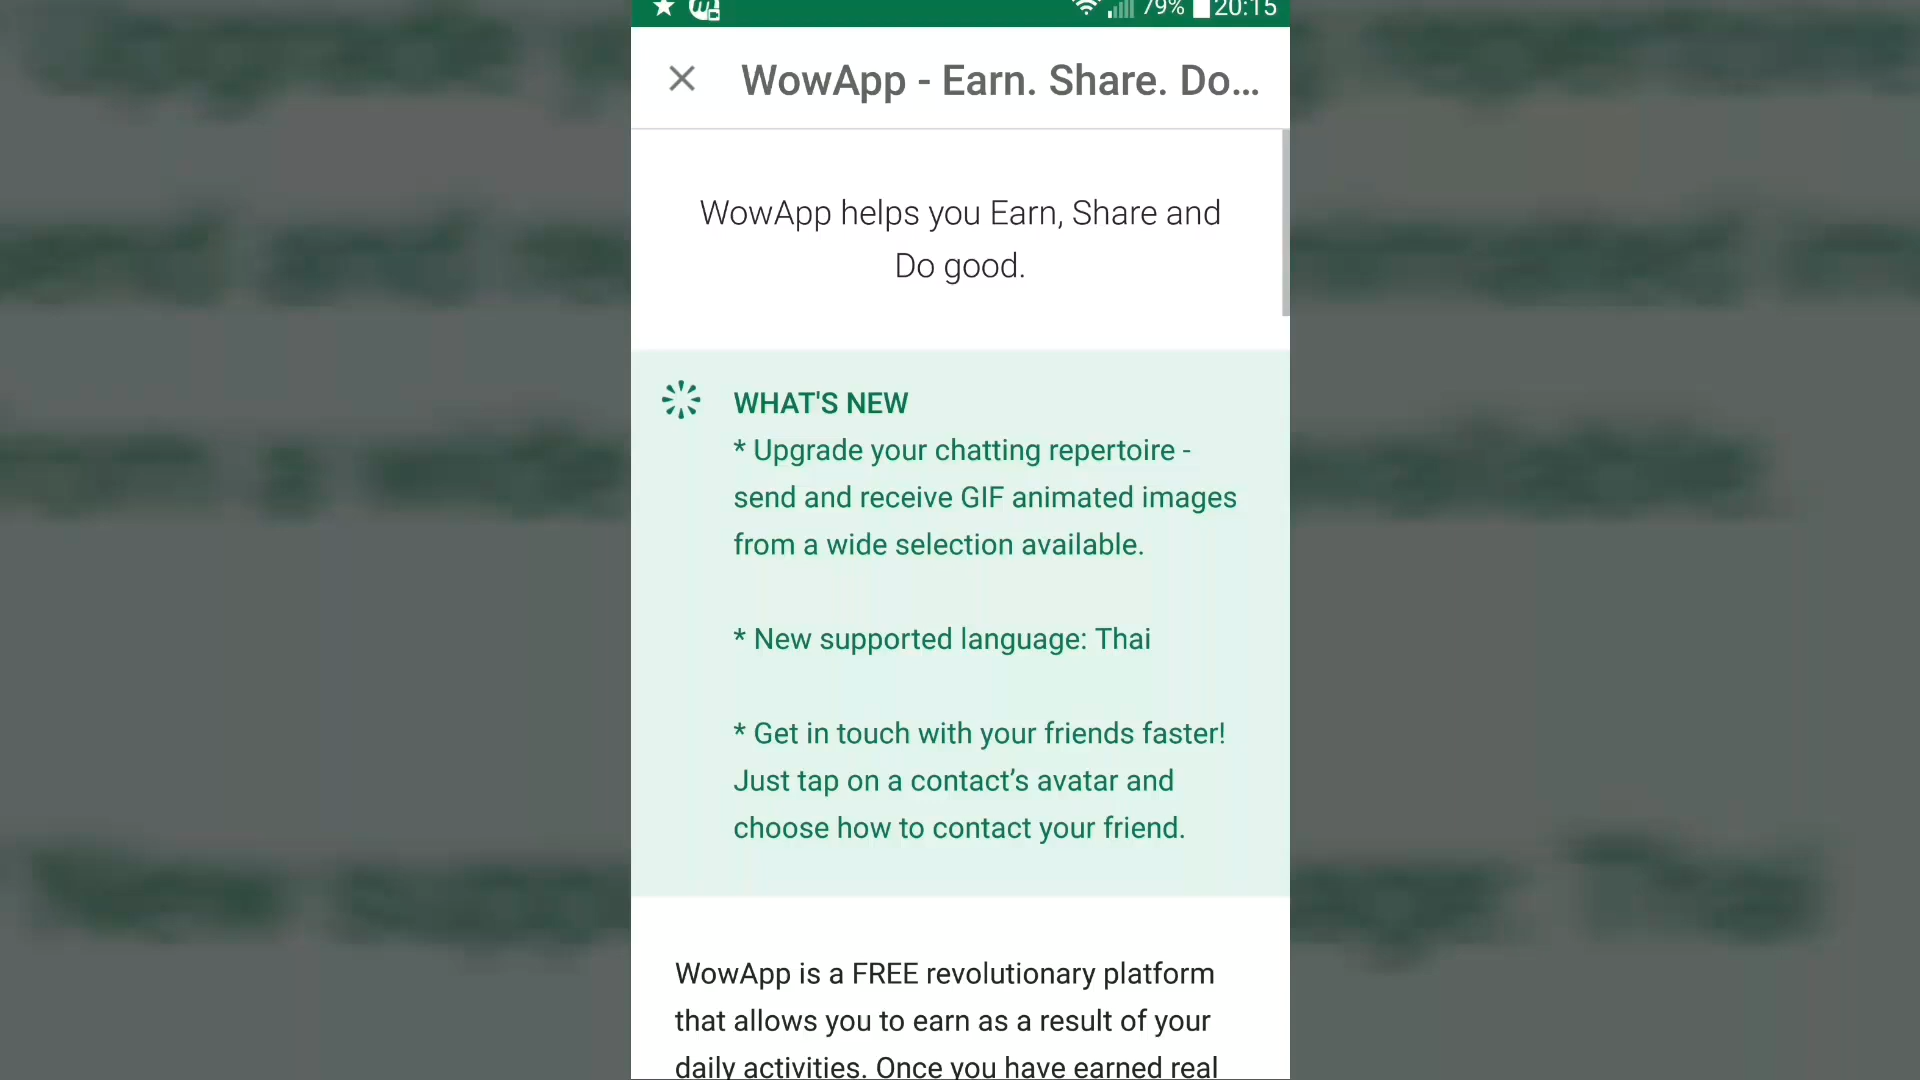 79% 20:15
WowApp - Earn. Share. Do...
WowApp helps you Earn, Share and
Do good.
WHAT'S NEW
* Upgrade your chatting repertoire -
send and receive GIF animated images
from a wide selection available.
* New supported language: Thai
* Get in touch with your friends faster!
Just tap on a contact’s avatar and
choose how to contact your friend.
WowApp is a FREE revolutionary platform
that allows you to earn as a result of your
daily activities. Once you have earned real